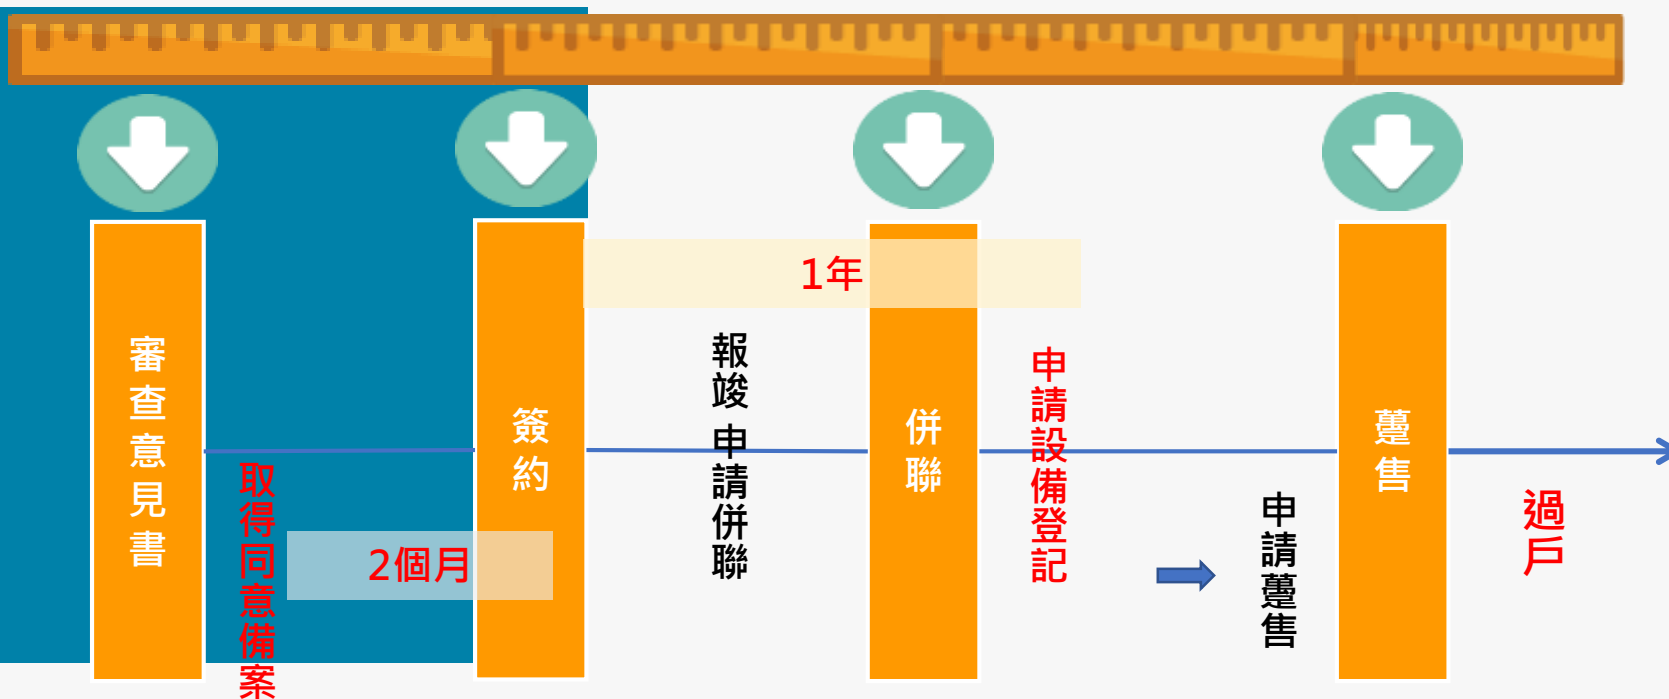 審查意見書
取得同意備案
2個月
簽約
1年
報竣 申請併聯
併聯
申請設備登記
申請躉售
躉售
過戶